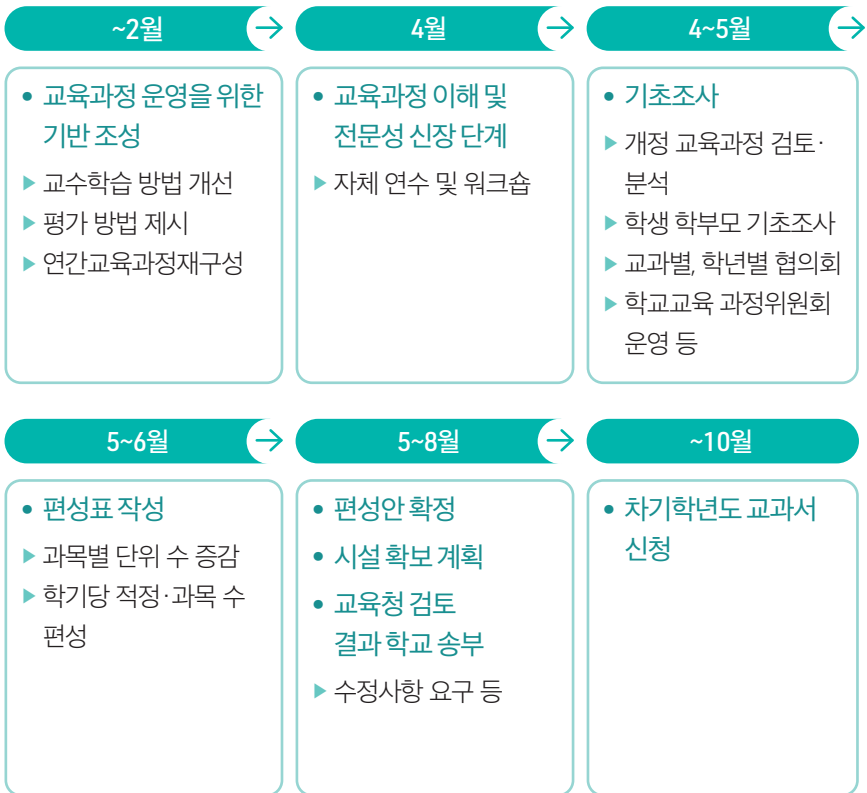 ~2월 →
• 교육과정 운영을 위한
기반 조성
▶ 교수학습 방법 개선
▶ 평가 방법 제시
▶ 연간교육과정재구성
4월 →
• 교육과정 이해 및
전문성 신장 단계
▶ 자체 연수 및 워크숍
4~5월 →
• 기초조사
▶ 개정 교육과정 검토·
분석
▶ 학생 학부모 기초조사
▶ 교과별, 학년별 협의회
▶ 학교교육 과정위원회
운영 등
5~6월 →
• 편성표 작성
▶ 과목별 단위 수 증감
▶ 학기당 적정·과목 수
편성
5~8월 →
• 편성안 확정
• 시설 확보 계획
• 교육청 검토
결과 학교 송부
▶ 수정사항 요구 등
~10월
• 차기학년도 교과서
신청